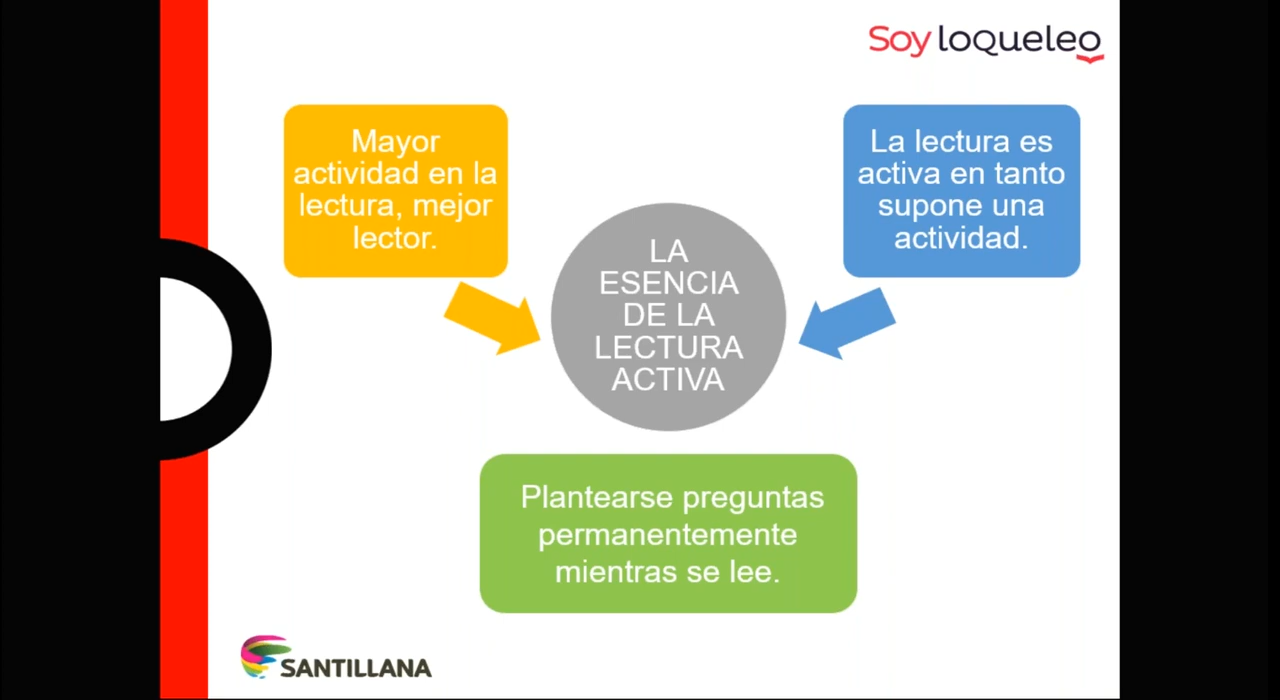 Soy loqueleo
Mayor
actividad en la
lectura, mejor
lector.
La lectura es
activa en tanto
supone una
actividad.
LA
ESENCIA
DE LA
LECTURA
ACTIVA
Plantearse preguntas
permanentemente
mientras se lee.
SANTILLANA